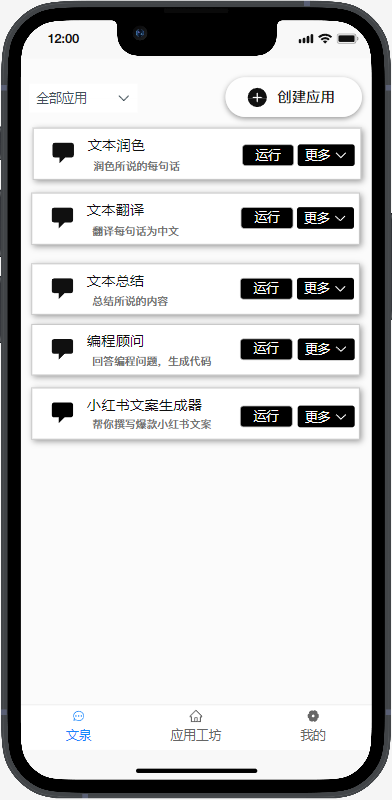 12:00
全部应用
创建应用
文本润色
润色所说的每句话
运行
更多
文本翻译
翻译每句话为中文
运行
更多
文本总结
总结所说的内容
运行
更多
编程顾问
回答编程问题，生成代码
运行
更多
小红书文案生成器
帮你撰写爆款小红书文案
运行
更多
文泉
应用工坊
我的